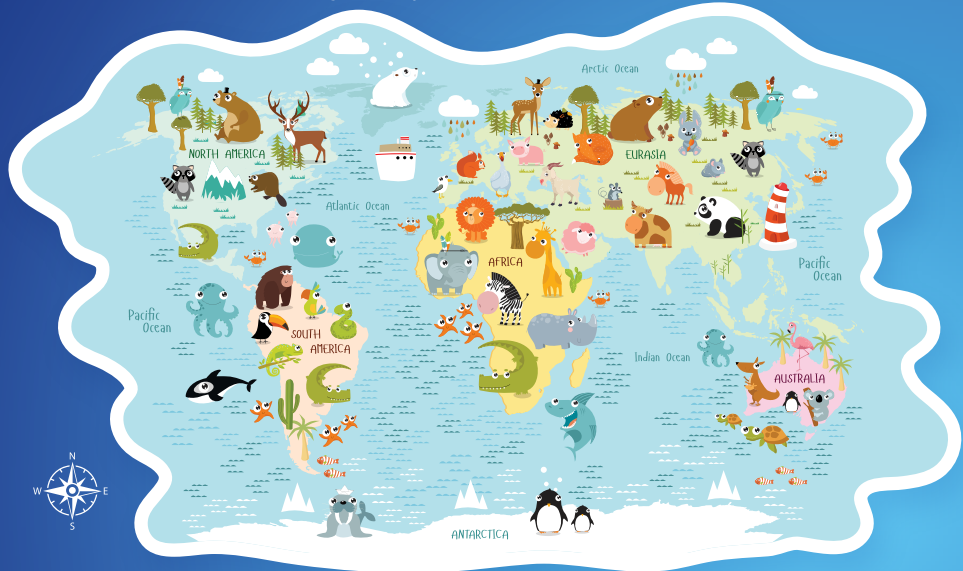 Arctic Ocean
NORTH AMERICA
EURASIA
Atlantic Ocean
AFRICA
Pacific
Ocean
Pacific
Ocean
SOUTH
AMERICA
Indian Ocean
AUSTRALIA
N
W
E
S
ANTARCTICA